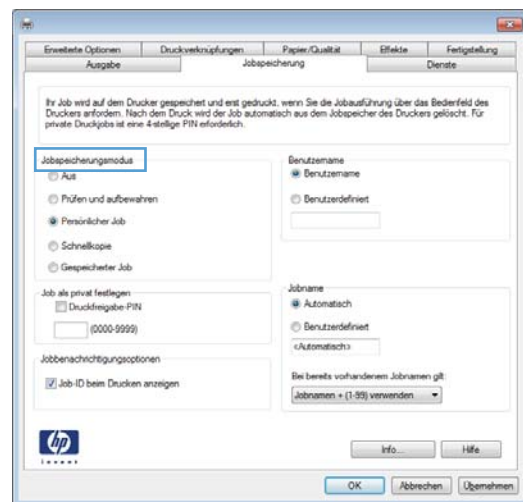 Erweiterte Optionen
Druckverknüpfungen
Papier/Qualität
Effekte
Fertigstellung
Ausgabe
Jobspeicherung
Dienste
Ihr Job wird auf dem Drucker gespeichert und erst gedruckt, wenn Sie die Jobausführung über das Bedienfeld des
Druckers anfordern. Nach dem Druck wird der Job automatisch aus dem Jobspeicher des Druckers gelöscht. Für
private Druckjobs ist eine 4-stellige PIN erforderlich.
Jobspeicherungsmodus
Aus
Prüfen und aufbewahren
Persönlicher Job
Schnellkopie
Gespeicherter Job
Benutzername
Benutzername
Benutzerdefiniert
Job als privat festlegen
Druckfreigabe-PIN
(0000-9999)
Jobname
Automatisch
Benutzerdefiniert
<Automatisch>
Bei bereits vorhandenem Jobnamen gilt:
Jobnamen + (1-99) verwenden
Jobbenachrichtigungsoptionen
Job-ID beim Drucken anzeigen
hp
invent
Info...
Hilfe
OK
Abbrechen
Übernehmen